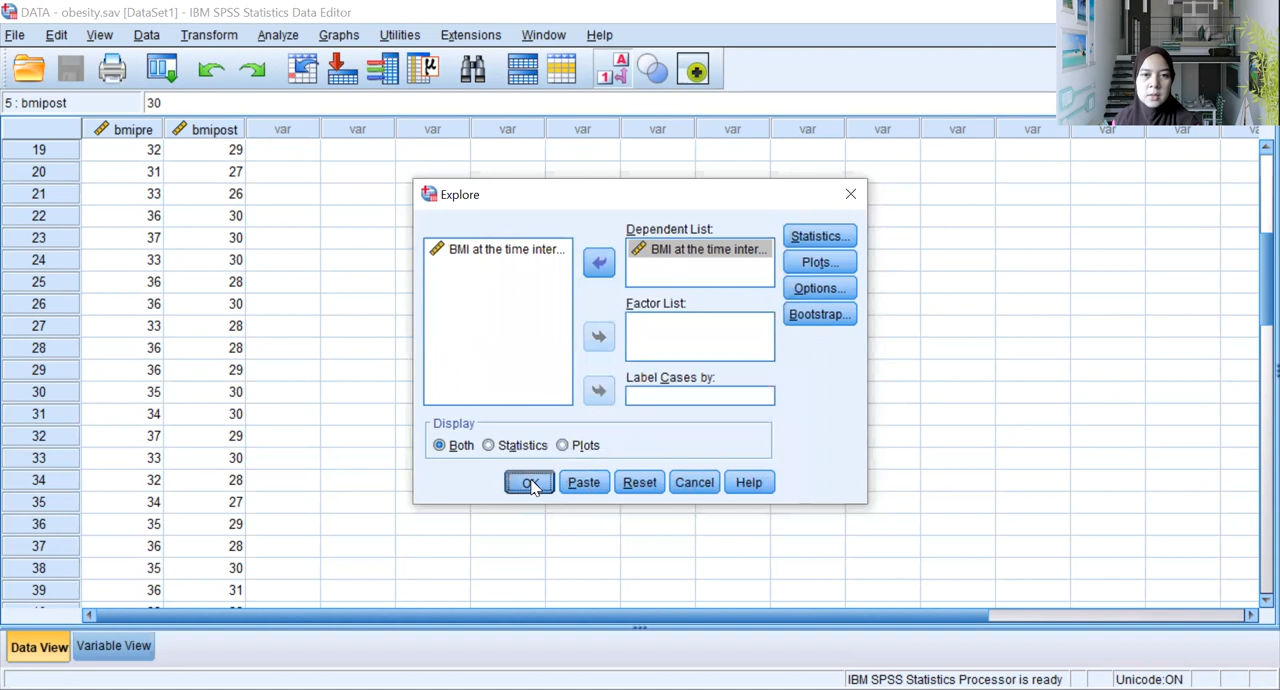 DATA - obesity.sav [DataSet1] - IBM SPSS Statistics Data Editor
File Edit View Data Transform Analyze Graphs Utilities Extensions Window Help
5 : bmipost 30
bmipre bmipost var var var var var var var var var var var var
19 32 29
20 31 27
21 33 26
22 36 30
23 37 30
24 33 30
25 36 28
26 36 30
27 33 28
28 36 28
29 36 29
30 35 30
31 34 30
32 37 29
33 33 30
34 32 28
35 34 27
36 35 29
37 36 28
38 35 30
39 36 31
Explore
BMI at the time inter...
Dependent List:
BMI at the time inter...
Factor List:
Label Cases by:
Statistics...
Plots...
Options...
Bootstrap...
Display
Both Statistics Plots
OK Paste Reset Cancel Help
Data View Variable View
IBM SPSS Statistics Processor is ready Unicode:ON